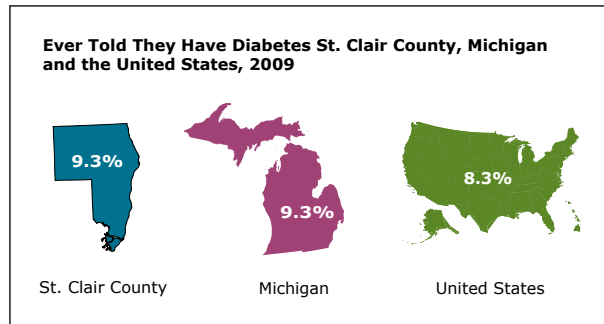 Ever Told They Have Diabetes St. Clair County, Michigan
and the United States, 2009
9.3%
9.3%
8.3%
St. Clair County
Michigan
United States